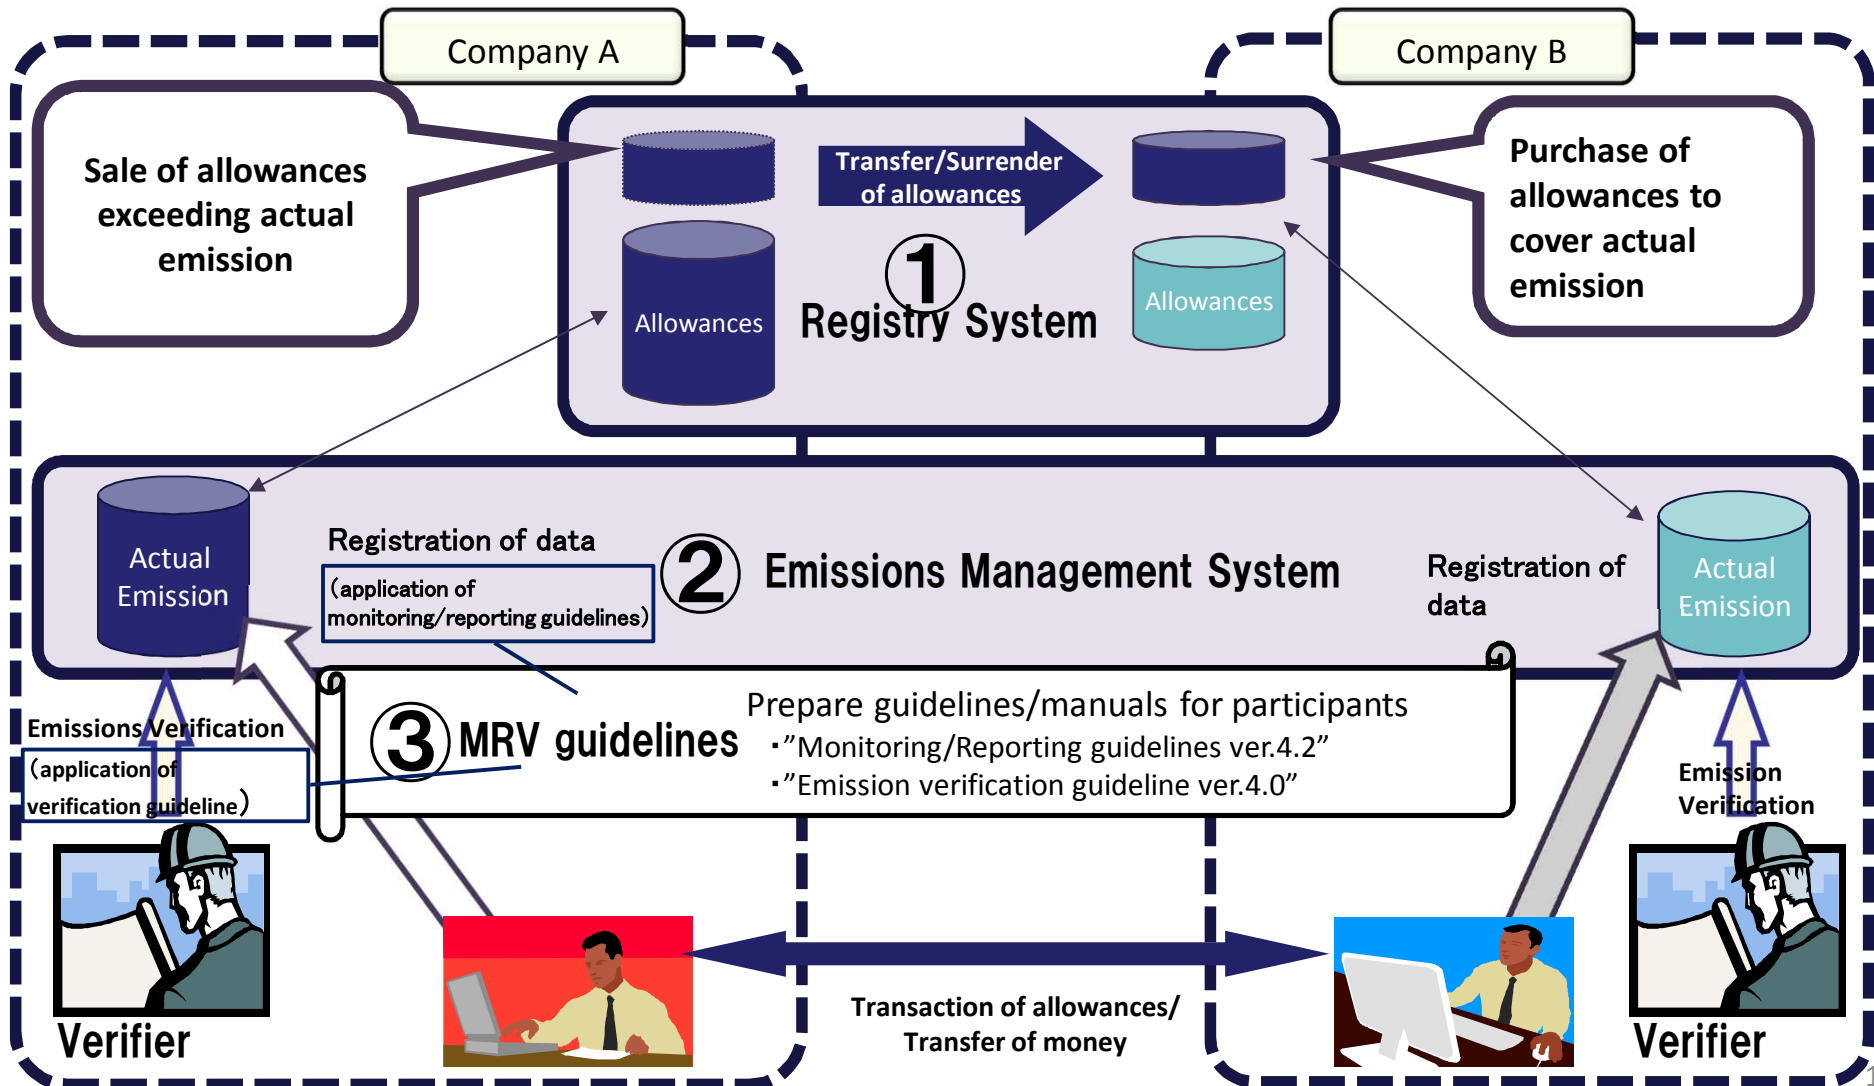 Company A
Company B
Sale of allowances
exceeding actual
emission
Transfer/Surrender
of allowances
Purchase of
allowances to
cover actual
emission
Allowances
①
Registry System
Allowances
Actual
Emission
Registration of data
(application of
monitoring/reporting guidelines)
② Emissions Management System
Registration of
data
Actual
Emission
Emissions Verification
(application of
verification guideline)
③ MRV guidelines
Prepare guidelines/manuals for participants
・”Monitoring/Reporting guidelines ver.4.2”
・”Emission verification guideline ver.4.0”
Emission
Verification
Verifier
Transaction of allowances/
Transfer of money
Verifier
1